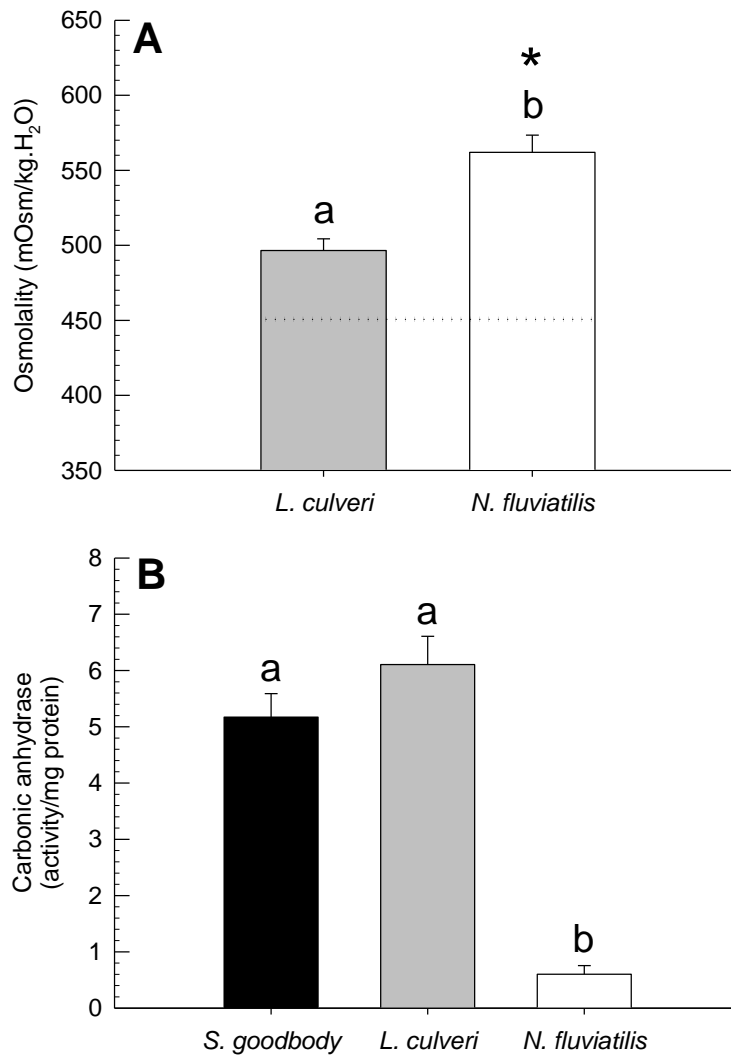 A
650
600
550
500
450
400
350
Osmolality (mOsm/kg.H₂O)
a
*
b
L. culveri
N. fluviatilis
B
8
7
6
5
4
3
2
1
0
Carbonic anhydrase
(activity/mg protein)
a
a
b
S. goodbody
L. culveri
N. fluviatilis